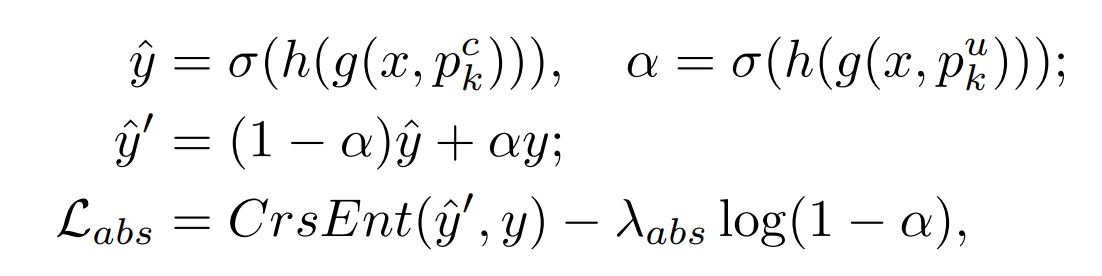 ŷ = σ(h(g(x, p_k^c))), α = σ(h(g(x, p_k^u)));
ŷ′ = (1 − α)ŷ + αy;
ℒ_abs = CrsEnt(ŷ′, y) − λ_abs log(1 − α),